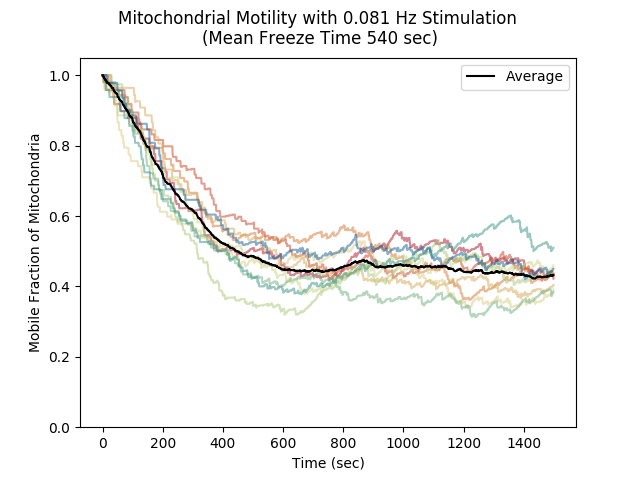 Mitochondrial Motility with 0.081 Hz Stimulation
(Mean Freeze Time 540 sec)
Average
Mobile Fraction of Mitochondria
1.0
0.8
0.6
0.4
0.2
0.0
0 200 400 600 800 1000 1200 1400
Time (sec)